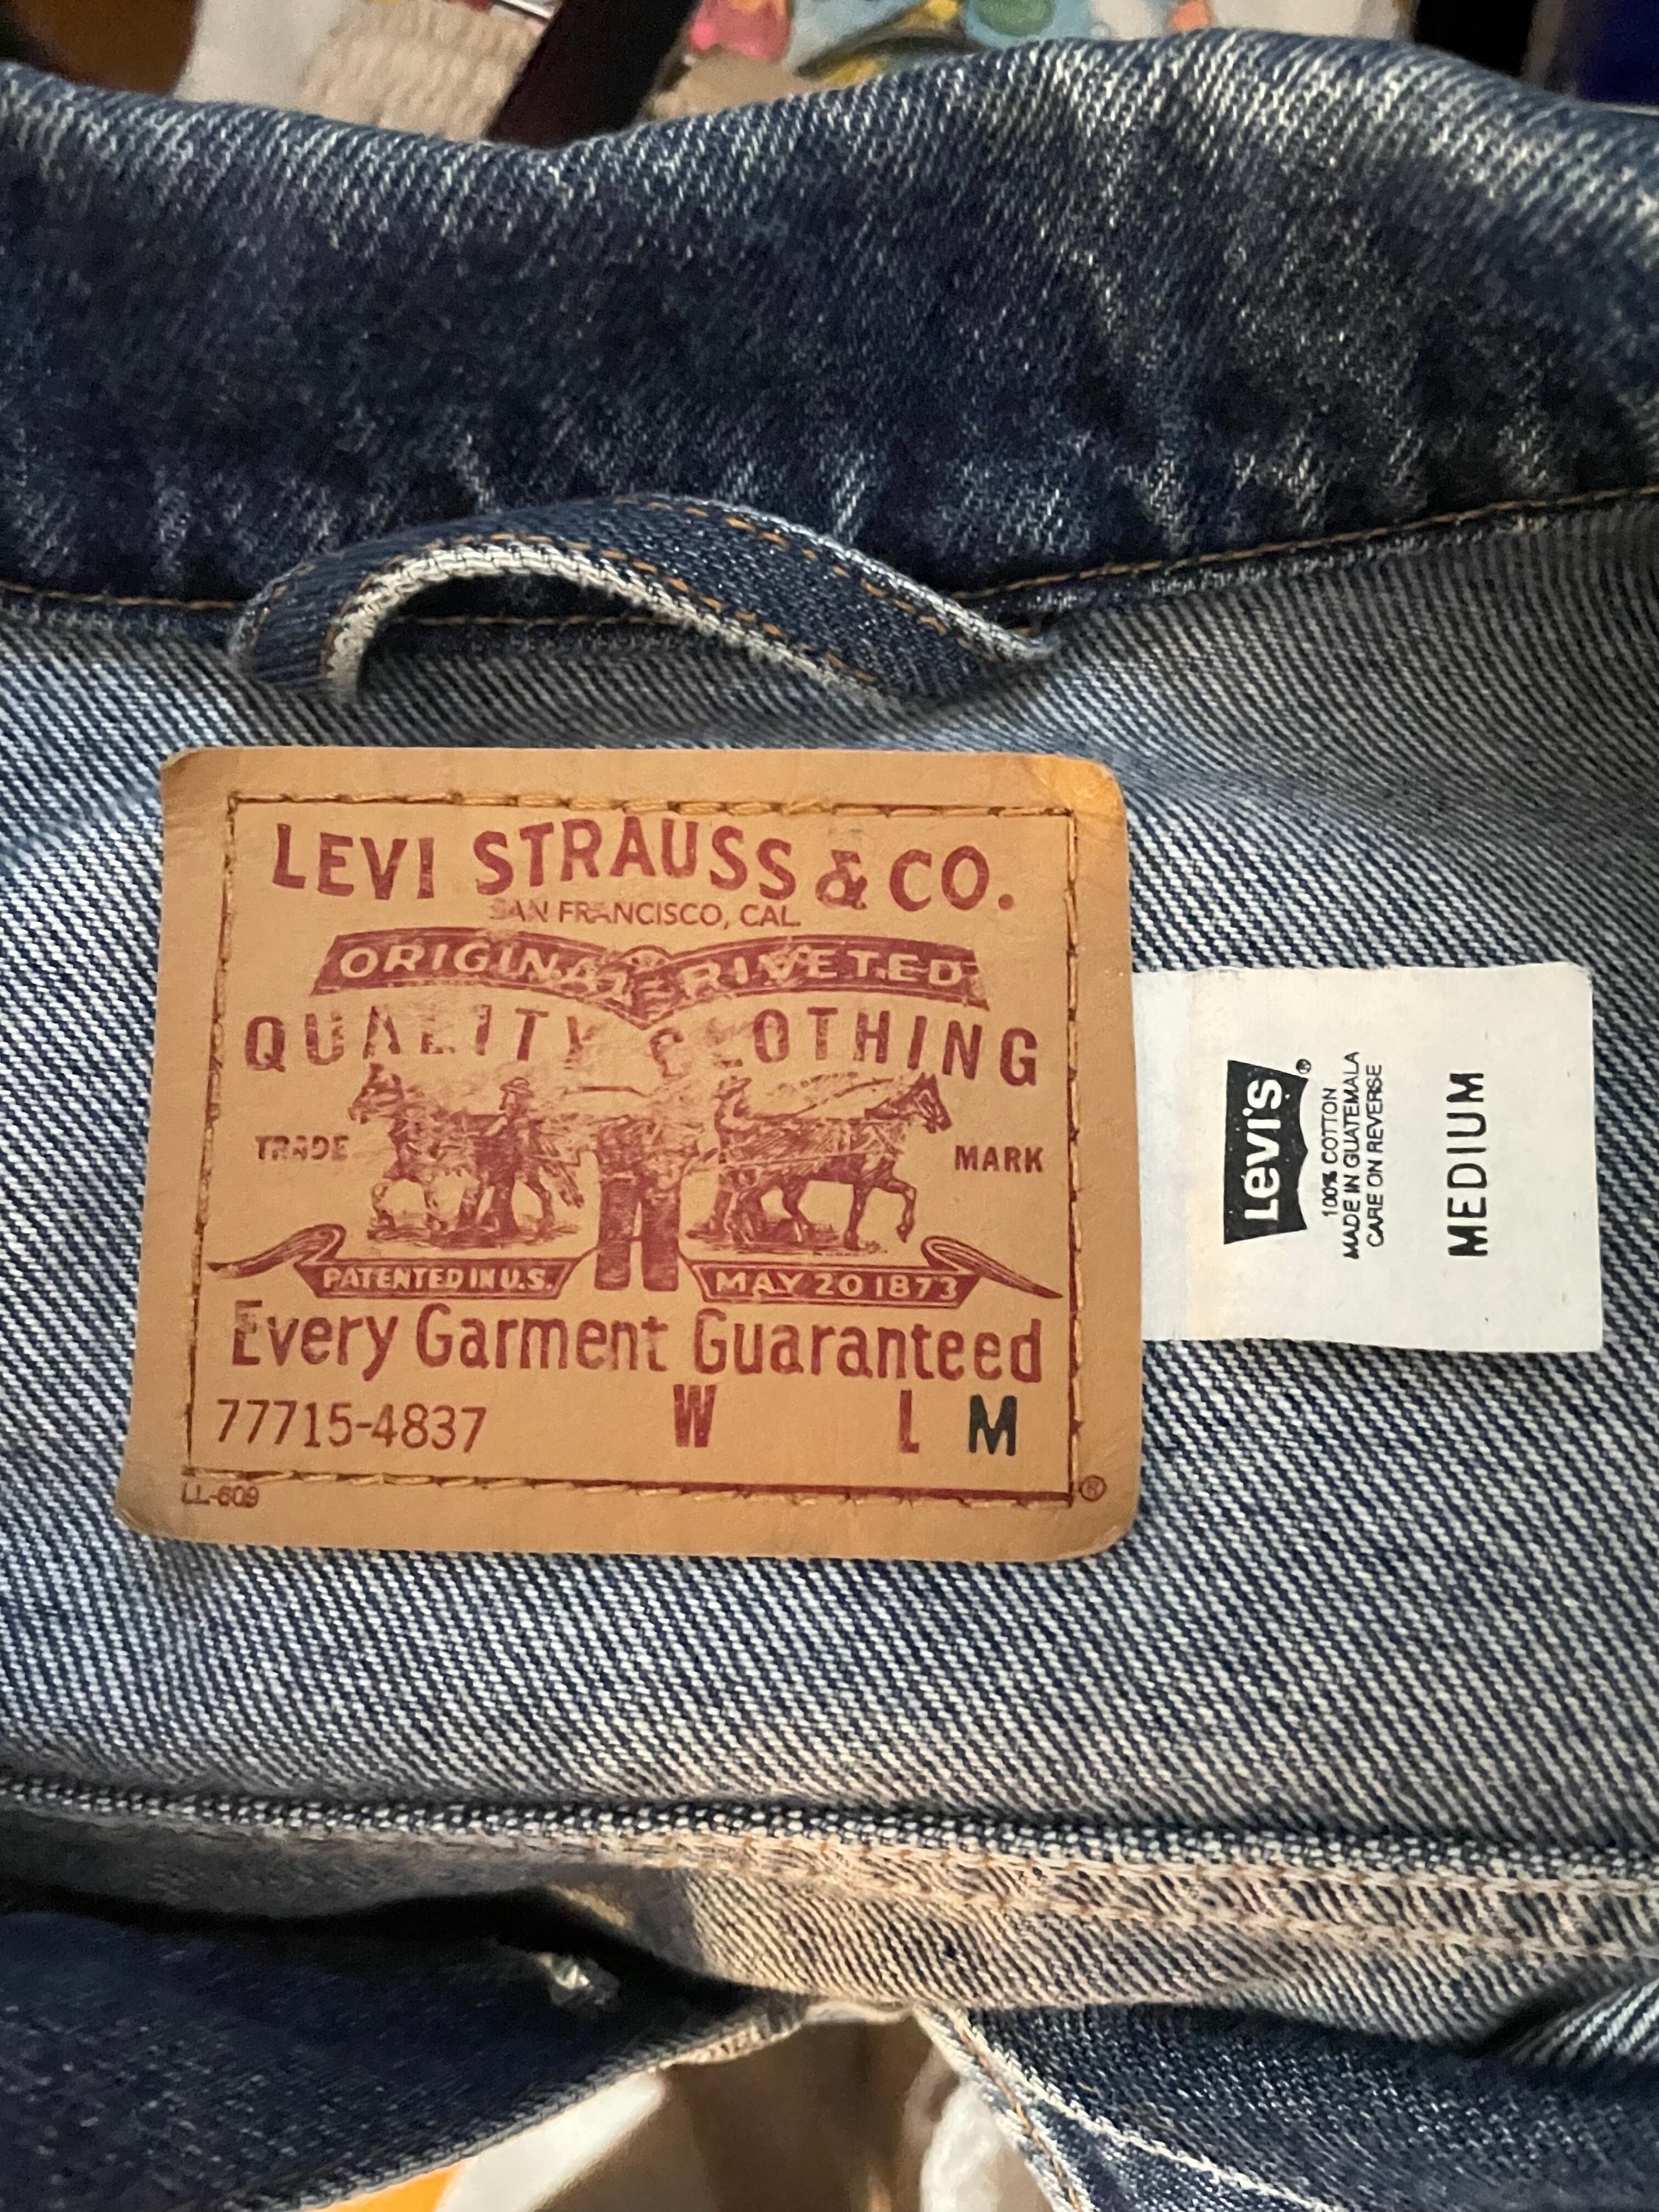 LEVI STRAUSS & CO.
SAN FRANCISCO, CAL.
ORIGINAL RIVETED
QUALITY CLOTHING
TRADE MARK
PATENTED IN U.S. MAY 20 1873
Every Garment Guaranteed
77715-4837 W L M
LL-609 ®
Levi's®
100% COTTON
MADE IN GUATEMALA
CARE ON REVERSE
MEDIUM